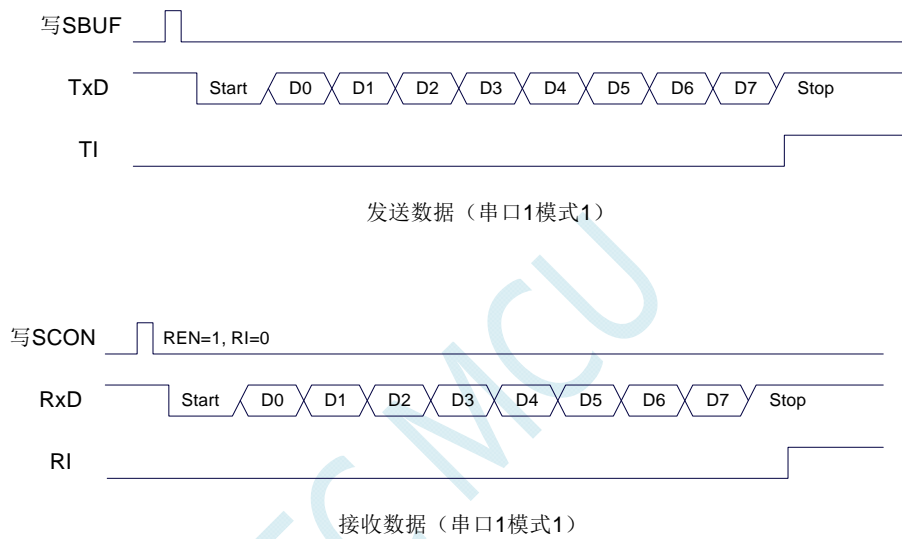 写SBUF
TxD Start D0 D1 D2 D3 D4 D5 D6 D7 Stop
TI
发送数据（串口1模式1）
写SCON REN=1, RI=0
RxD Start D0 D1 D2 D3 D4 D5 D6 D7 Stop
RI
接收数据（串口1模式1）
MCU